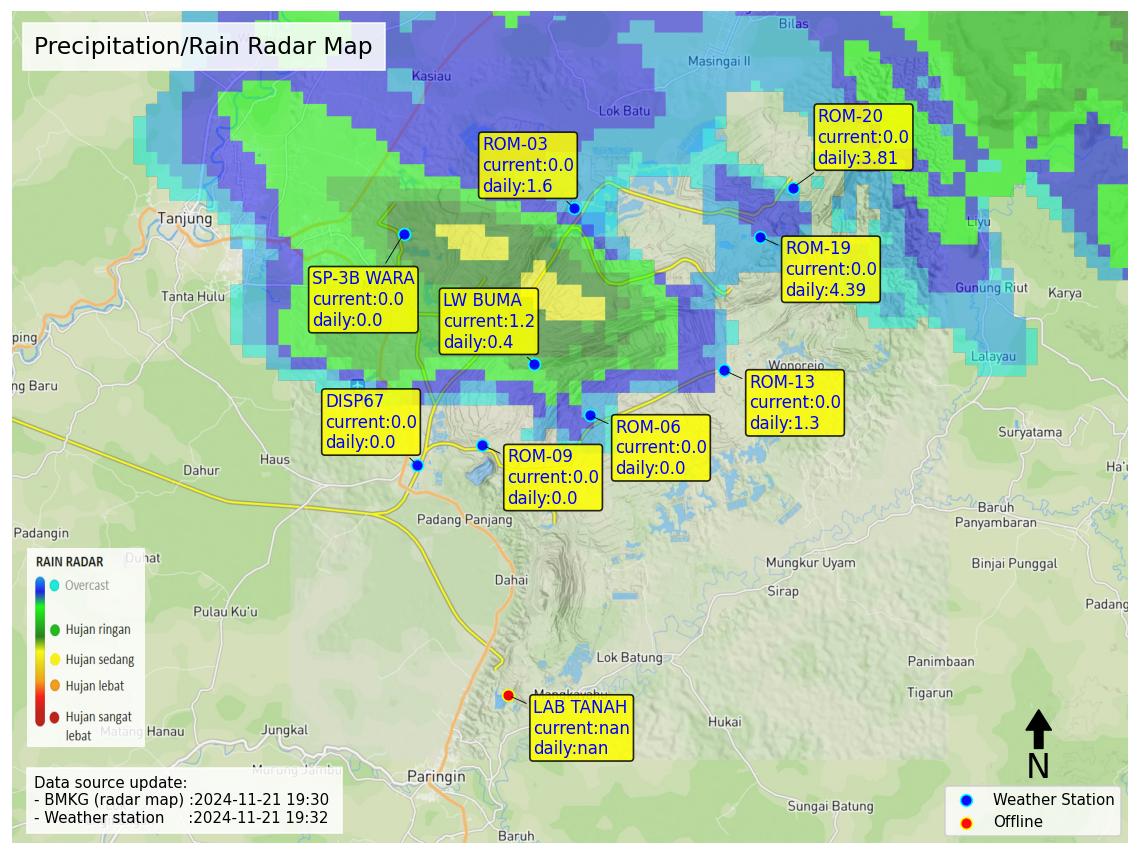 Precipitation/Rain Radar Map
Bilas
Masingai II
Kasiau
Lok Batu
ROM-20
current:0.0
daily:3.81
ROM-03
current:0.0
daily:1.6
Tanjung
Liyu
ROM-19
current:0.0
daily:4.39
SP-3B WARA
current:0.0
daily:0.0
LW BUMA
current:1.2
daily:0.4
Tanta Hulu
Gunung Riut
Karya
ping
Lalayau
Wonorejo
ng Baru
ROM-13
current:0.0
daily:1.3
DISP67
current:0.0
daily:0.0
ROM-06
current:0.0
daily:0.0
Suryatama
ROM-09
current:0.0
daily:0.0
Haus
Dahur
Ha'u
Padang Panjang
Baruh
Panyambaran
Padangin
Duhat
Mungkur Uyam
Binjai Punggal
Dahai
Sirap
Padang
Pulau Ku'u
RAIN RADAR
Overcast
Hujan ringan
Hujan sedang
Hujan lebat
Hujan sangat
lebat
Lok Batung
Panimbaan
Tigarun
Mangkayahu
LAB TANAH
current:nan
daily:nan
Hukai
Matang Hanau
Jungkal
Murung Jambu
Paringin
Sungai Batung
Baruh
Data source update:
- BMKG (radar map) :2024-11-21 19:30
- Weather station :2024-11-21 19:32
N
Weather Station
Offline